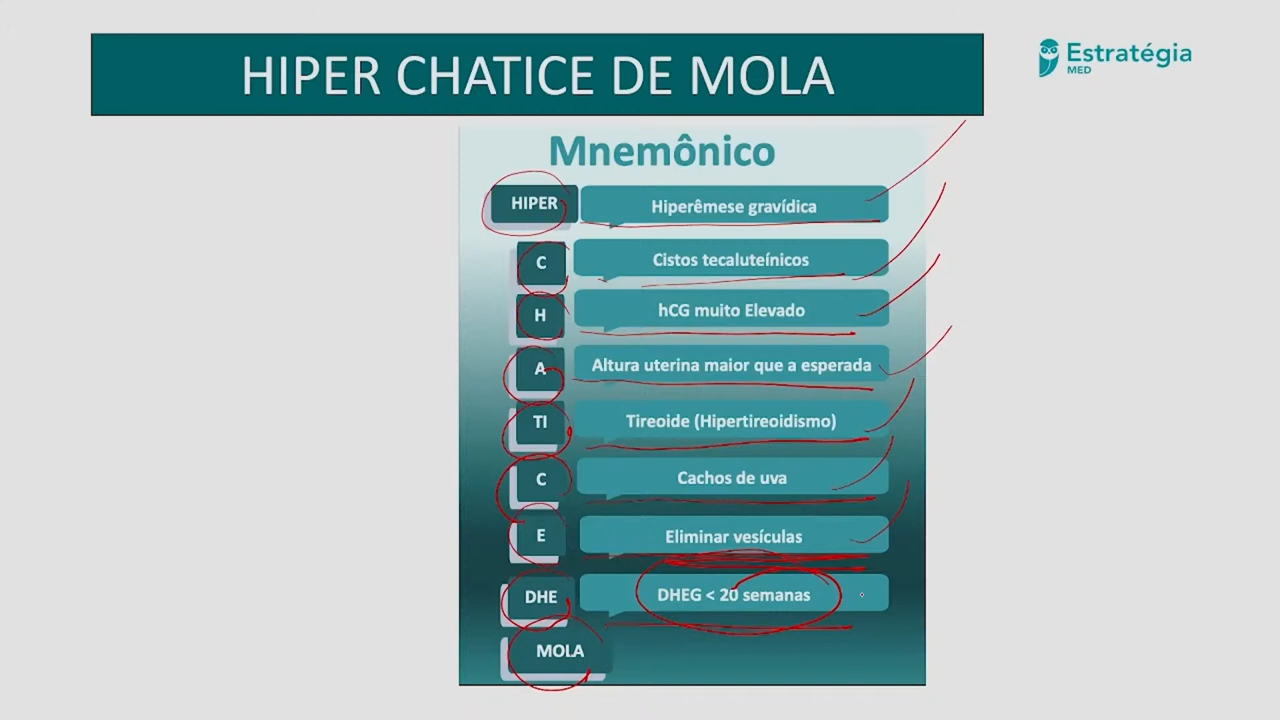 HIPER CHATICE DE MOLA
Estratégia
MED
Mnemônico
HIPER Hiperêmese gravídica
C Cistos tecaluteínicos
H hCG muito Elevado
A Altura uterina maior que a esperada
TI Tireoide (Hipertireoidismo)
C Cachos de uva
E Eliminar vesículas
DHE DHEG < 20 semanas
MOLA